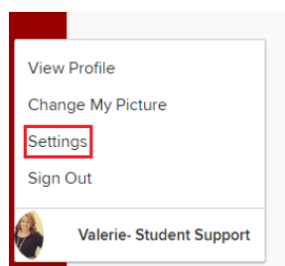 View Profile
Change My Picture
Settings
Sign Out
Valerie- Student Support